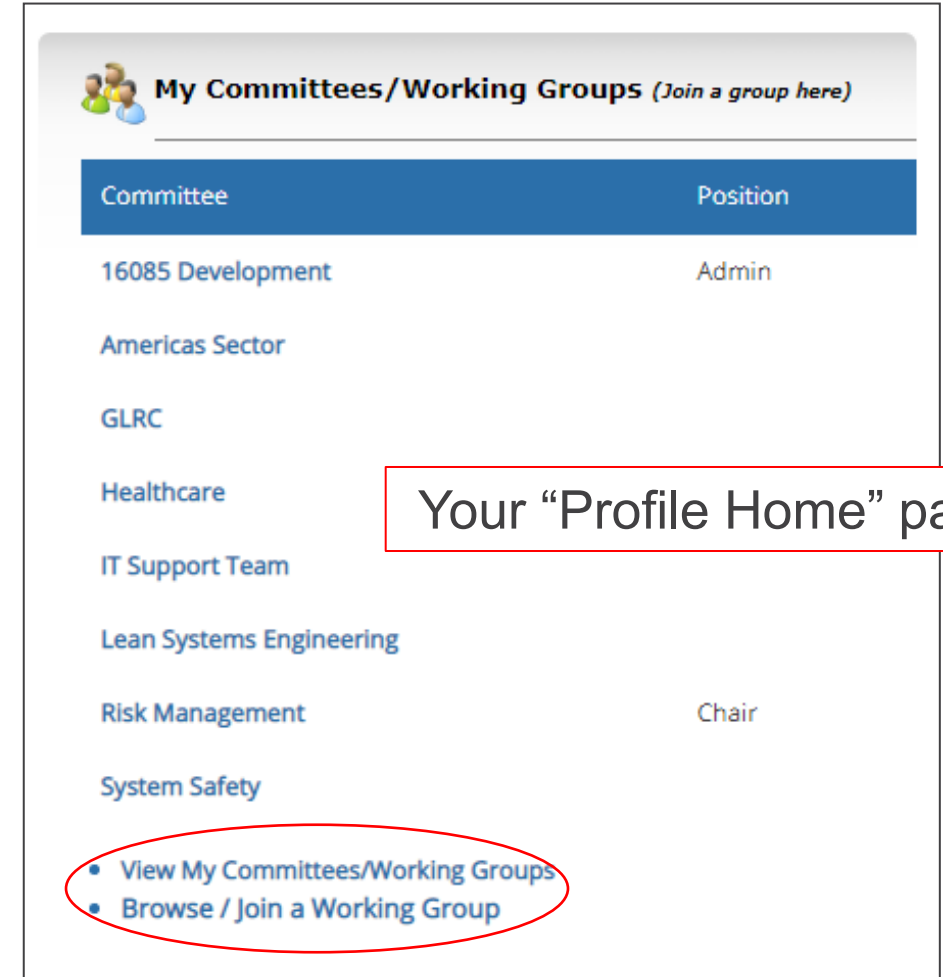 My Committees/Working Groups (Join a group here)
Committee Position
16085 Development Admin
Americas Sector
GLRC
Healthcare
Your “Profile Home” pa
IT Support Team
Lean Systems Engineering
Risk Management Chair
System Safety
• View My Committees/Working Groups
• Browse / Join a Working Group